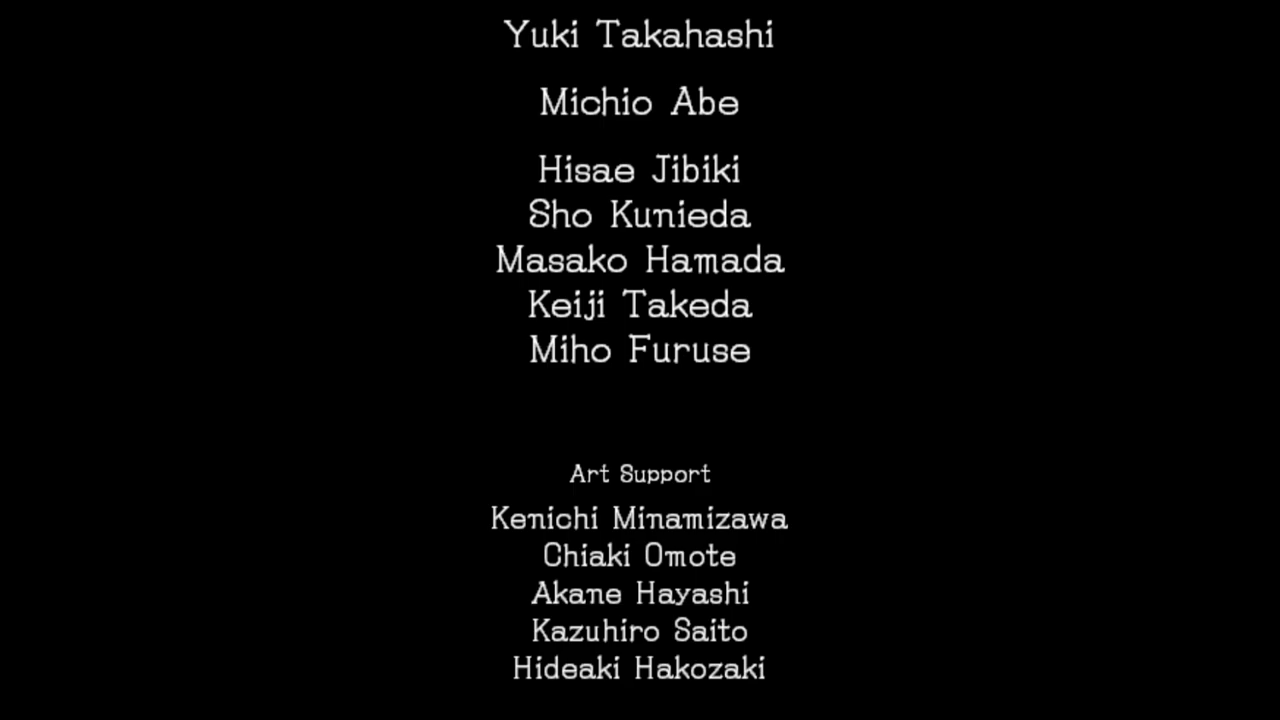 Yuki Takahashi
Michio Abe
Hisae Jibiki
Sho Kunieda
Masako Hamada
Keiji Takeda
Miho Furuse
Art Support
Kenichi Minamizawa
Chiaki Omote
Akane Hayashi
Kazuhiro Saito
Hideaki Hakozaki